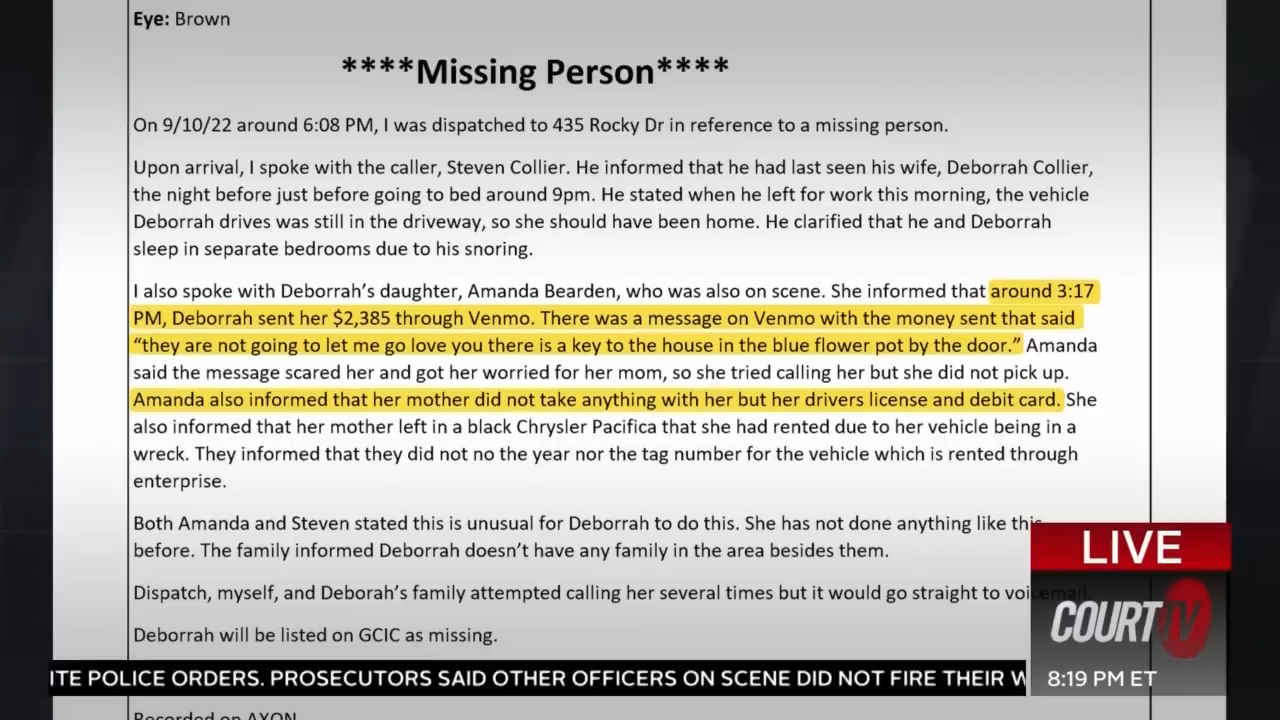 Eye: Brown
****Missing Person****
On 9/10/22 around 6:08 PM, I was dispatched to 435 Rocky Dr in reference to a missing person.
Upon arrival, I spoke with the caller, Steven Collier. He informed that he had last seen his wife, Deborrah Collier,
the night before just before going to bed around 9pm. He stated when he left for work this morning, the vehicle
Deborrah drives was still in the driveway, so she should have been home. He clarified that he and Deborrah
sleep in separate bedrooms due to his snoring.
I also spoke with Deborrah’s daughter, Amanda Bearden, who was also on scene. She informed that around 3:17
PM, Deborrah sent her $2,385 through Venmo. There was a message on Venmo with the money sent that said
“they are not going to let me go love you there is a key to the house in the blue flower pot by the door.” Amanda
said the message scared her and got her worried for her mom, so she tried calling her but she did not pick up.
Amanda also informed that her mother did not take anything with her but her drivers license and debit card. She
also informed that her mother left in a black Chrysler Pacifica that she had rented due to her vehicle being in a
wreck. They informed that they did not no the year nor the tag number for the vehicle which is rented through
enterprise.
Both Amanda and Steven stated this is unusual for Deborrah to do this. She has not done anything like this
before. The family informed Deborrah doesn’t have any family in the area besides them.
Dispatch, myself, and Deborah’s family attempted calling her several times but it would go straight to voicemail.
Deborrah will be listed on GCIC as missing.
Recorded on AXON
LIVE
COURT TV
8:19 PM ET
ITE POLICE ORDERS. PROSECUTORS SAID OTHER OFFICERS ON SCENE DID NOT FIRE THEIR W